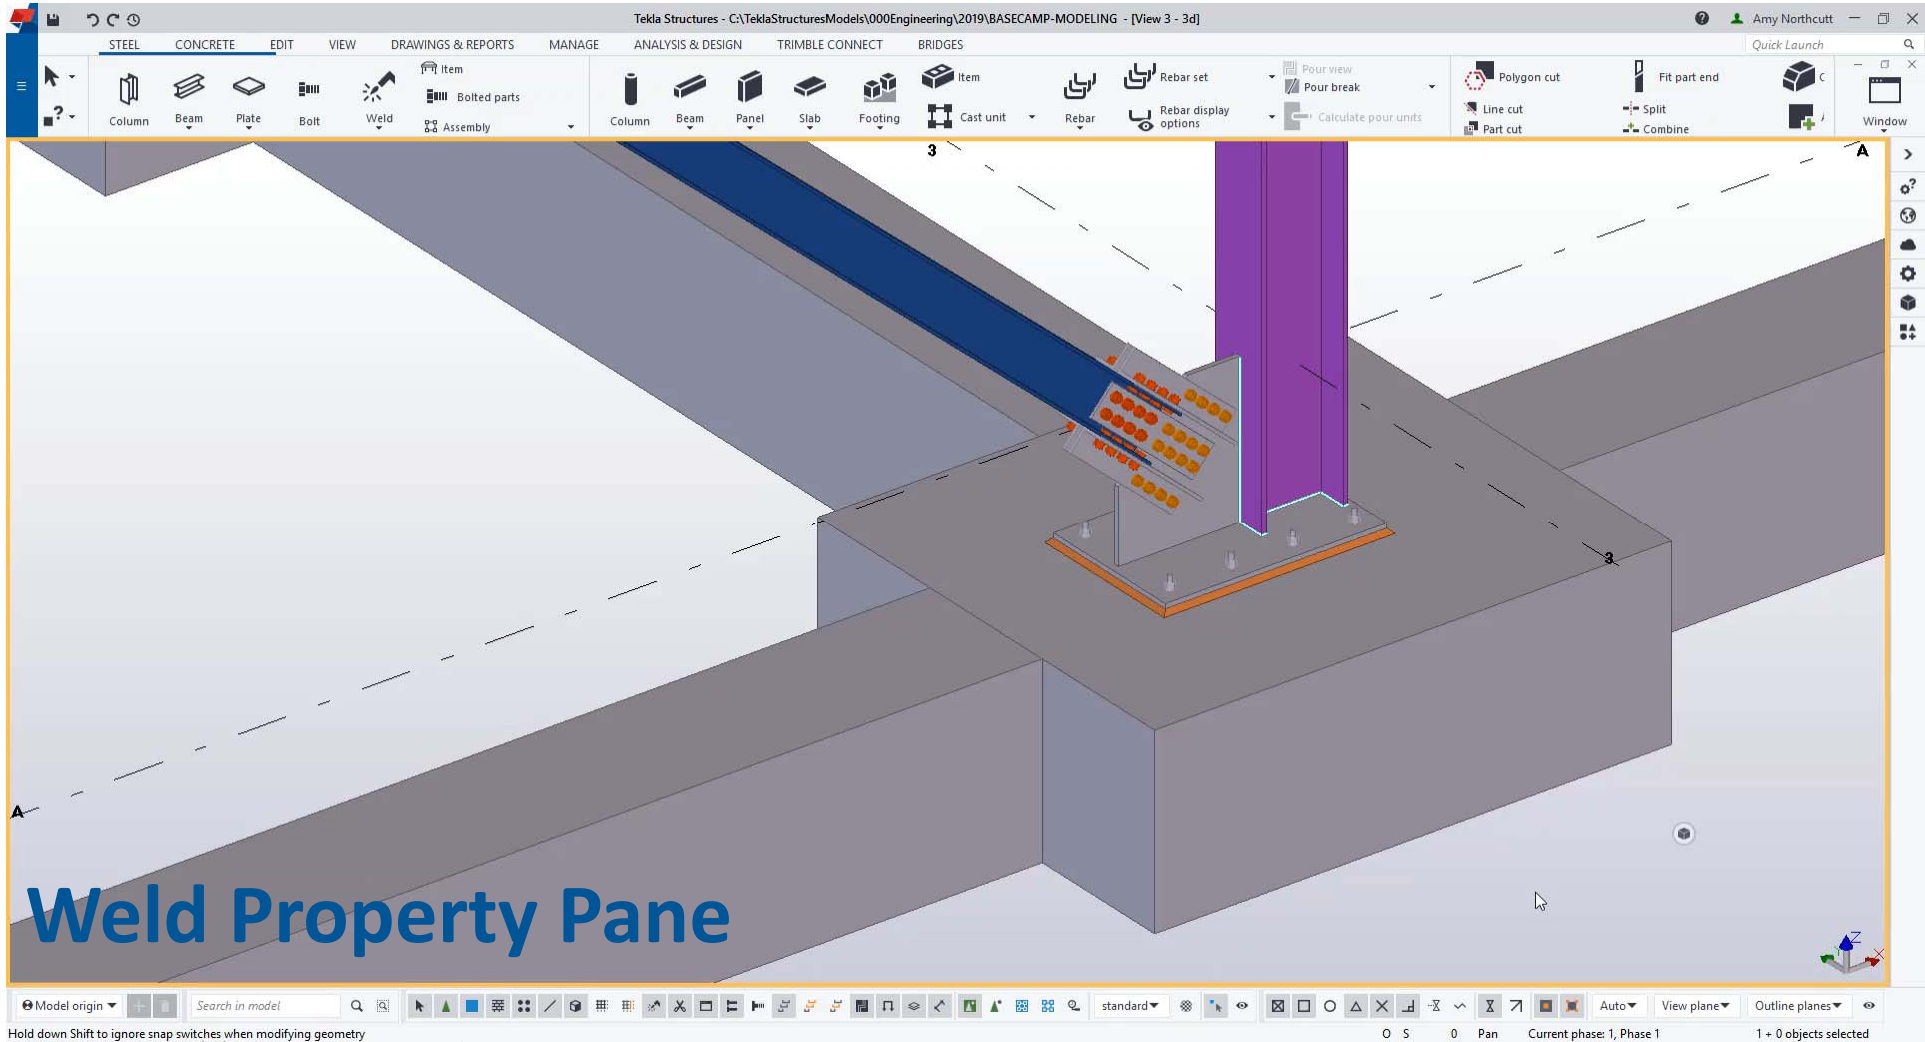 Tekla Structures - C:\TeklaStructuresModels\000Engineering\2019\BASECAMP-MODELING - [View 3 - 3d]
Amy Northcutt
STEEL CONCRETE EDIT VIEW DRAWINGS & REPORTS MANAGE ANALYSIS & DESIGN TRIMBLE CONNECT BRIDGES
Quick Launch
Column
Beam
Plate
Bolt
Weld
Item
Bolted parts
Assembly
Column
Beam
Panel
Slab
Footing
Item
Cast unit
Rebar
Rebar set
Rebar display
options
Pour view
Pour break
Calculate pour units
Polygon cut
Line cut
Part cut
Fit part end
Split
Combine
C
Window
3
A
3
A
Weld Property Pane
Z
X
Model origin
Search in model
standard
Auto
View plane
Outline planes
Hold down Shift to ignore snap switches when modifying geometry
O S 0 Pan Current phase: 1, Phase 1 1 + 0 objects selected